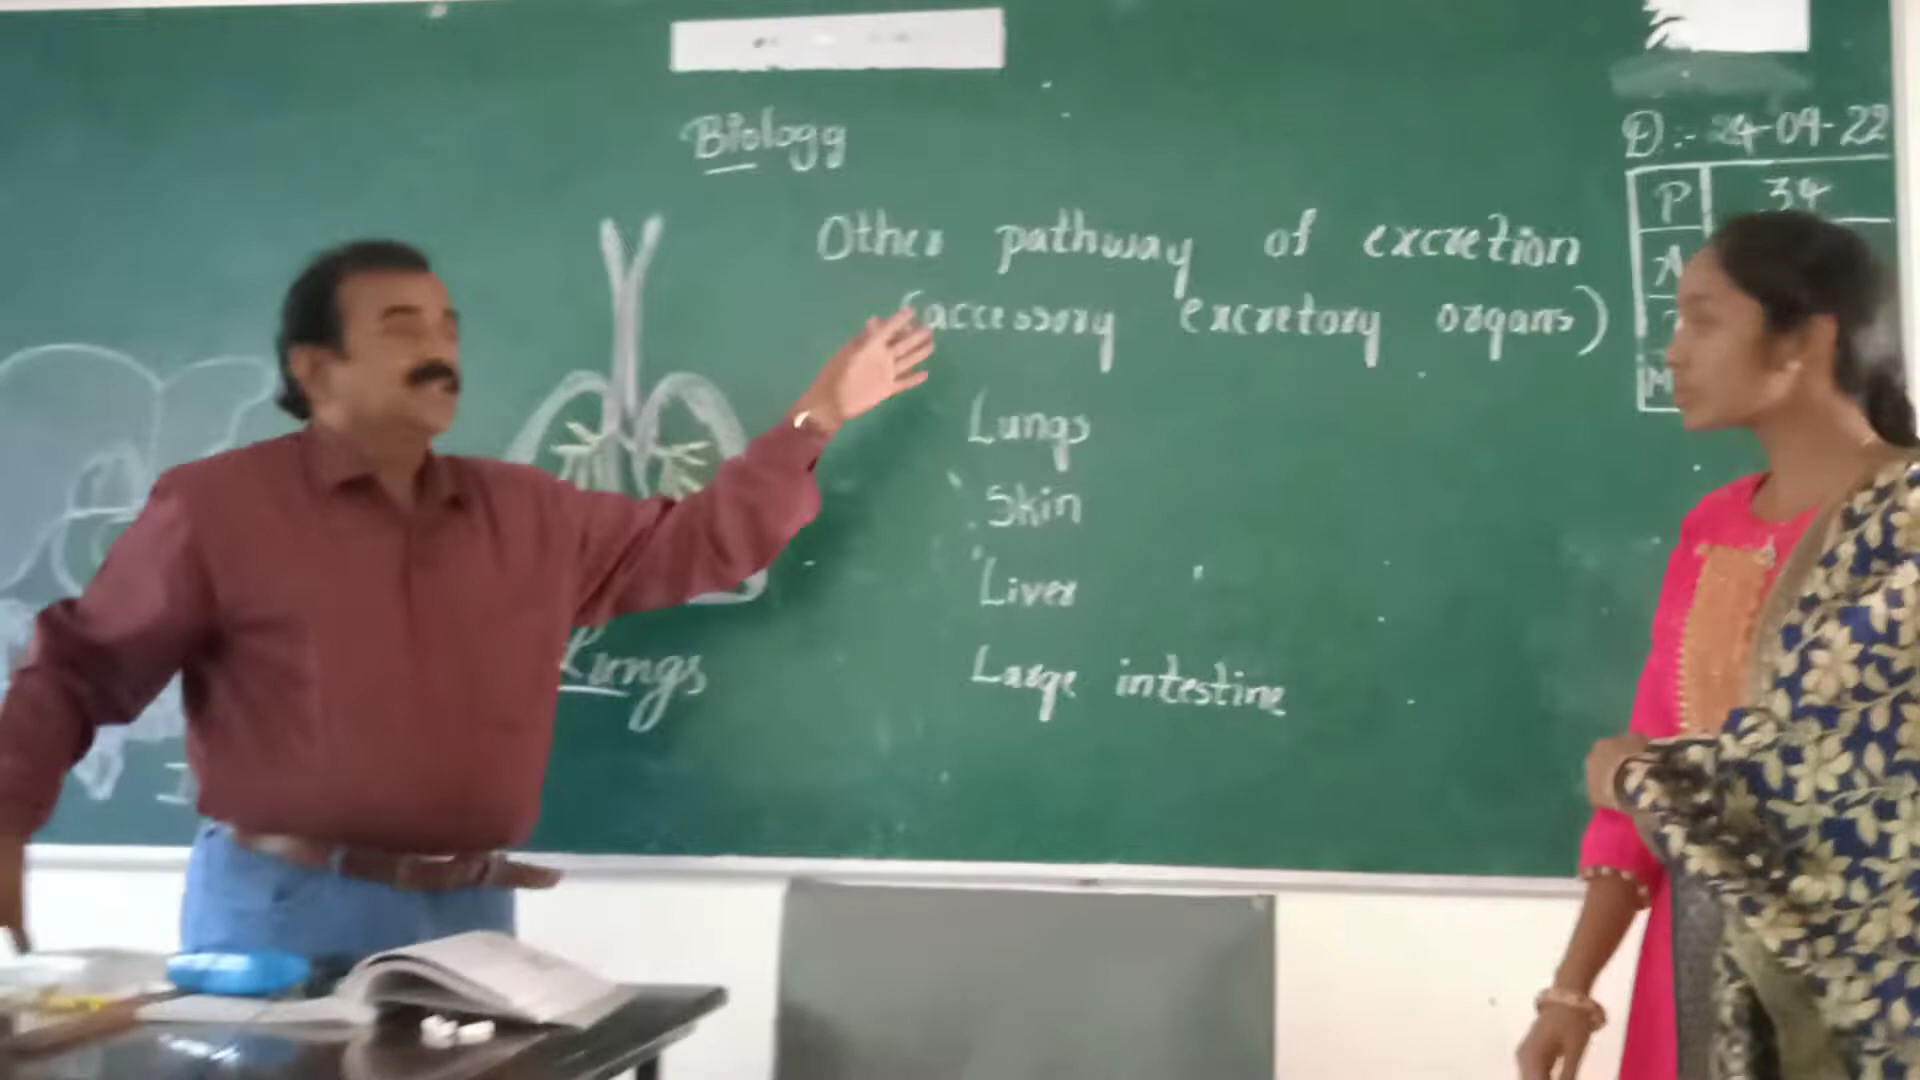 Biology
D:- 24-09-22
P 34
A
M
Other pathway of excretion
(accessory excretory organs)
Lungs
Skin
Liver
Large intestine
Lungs